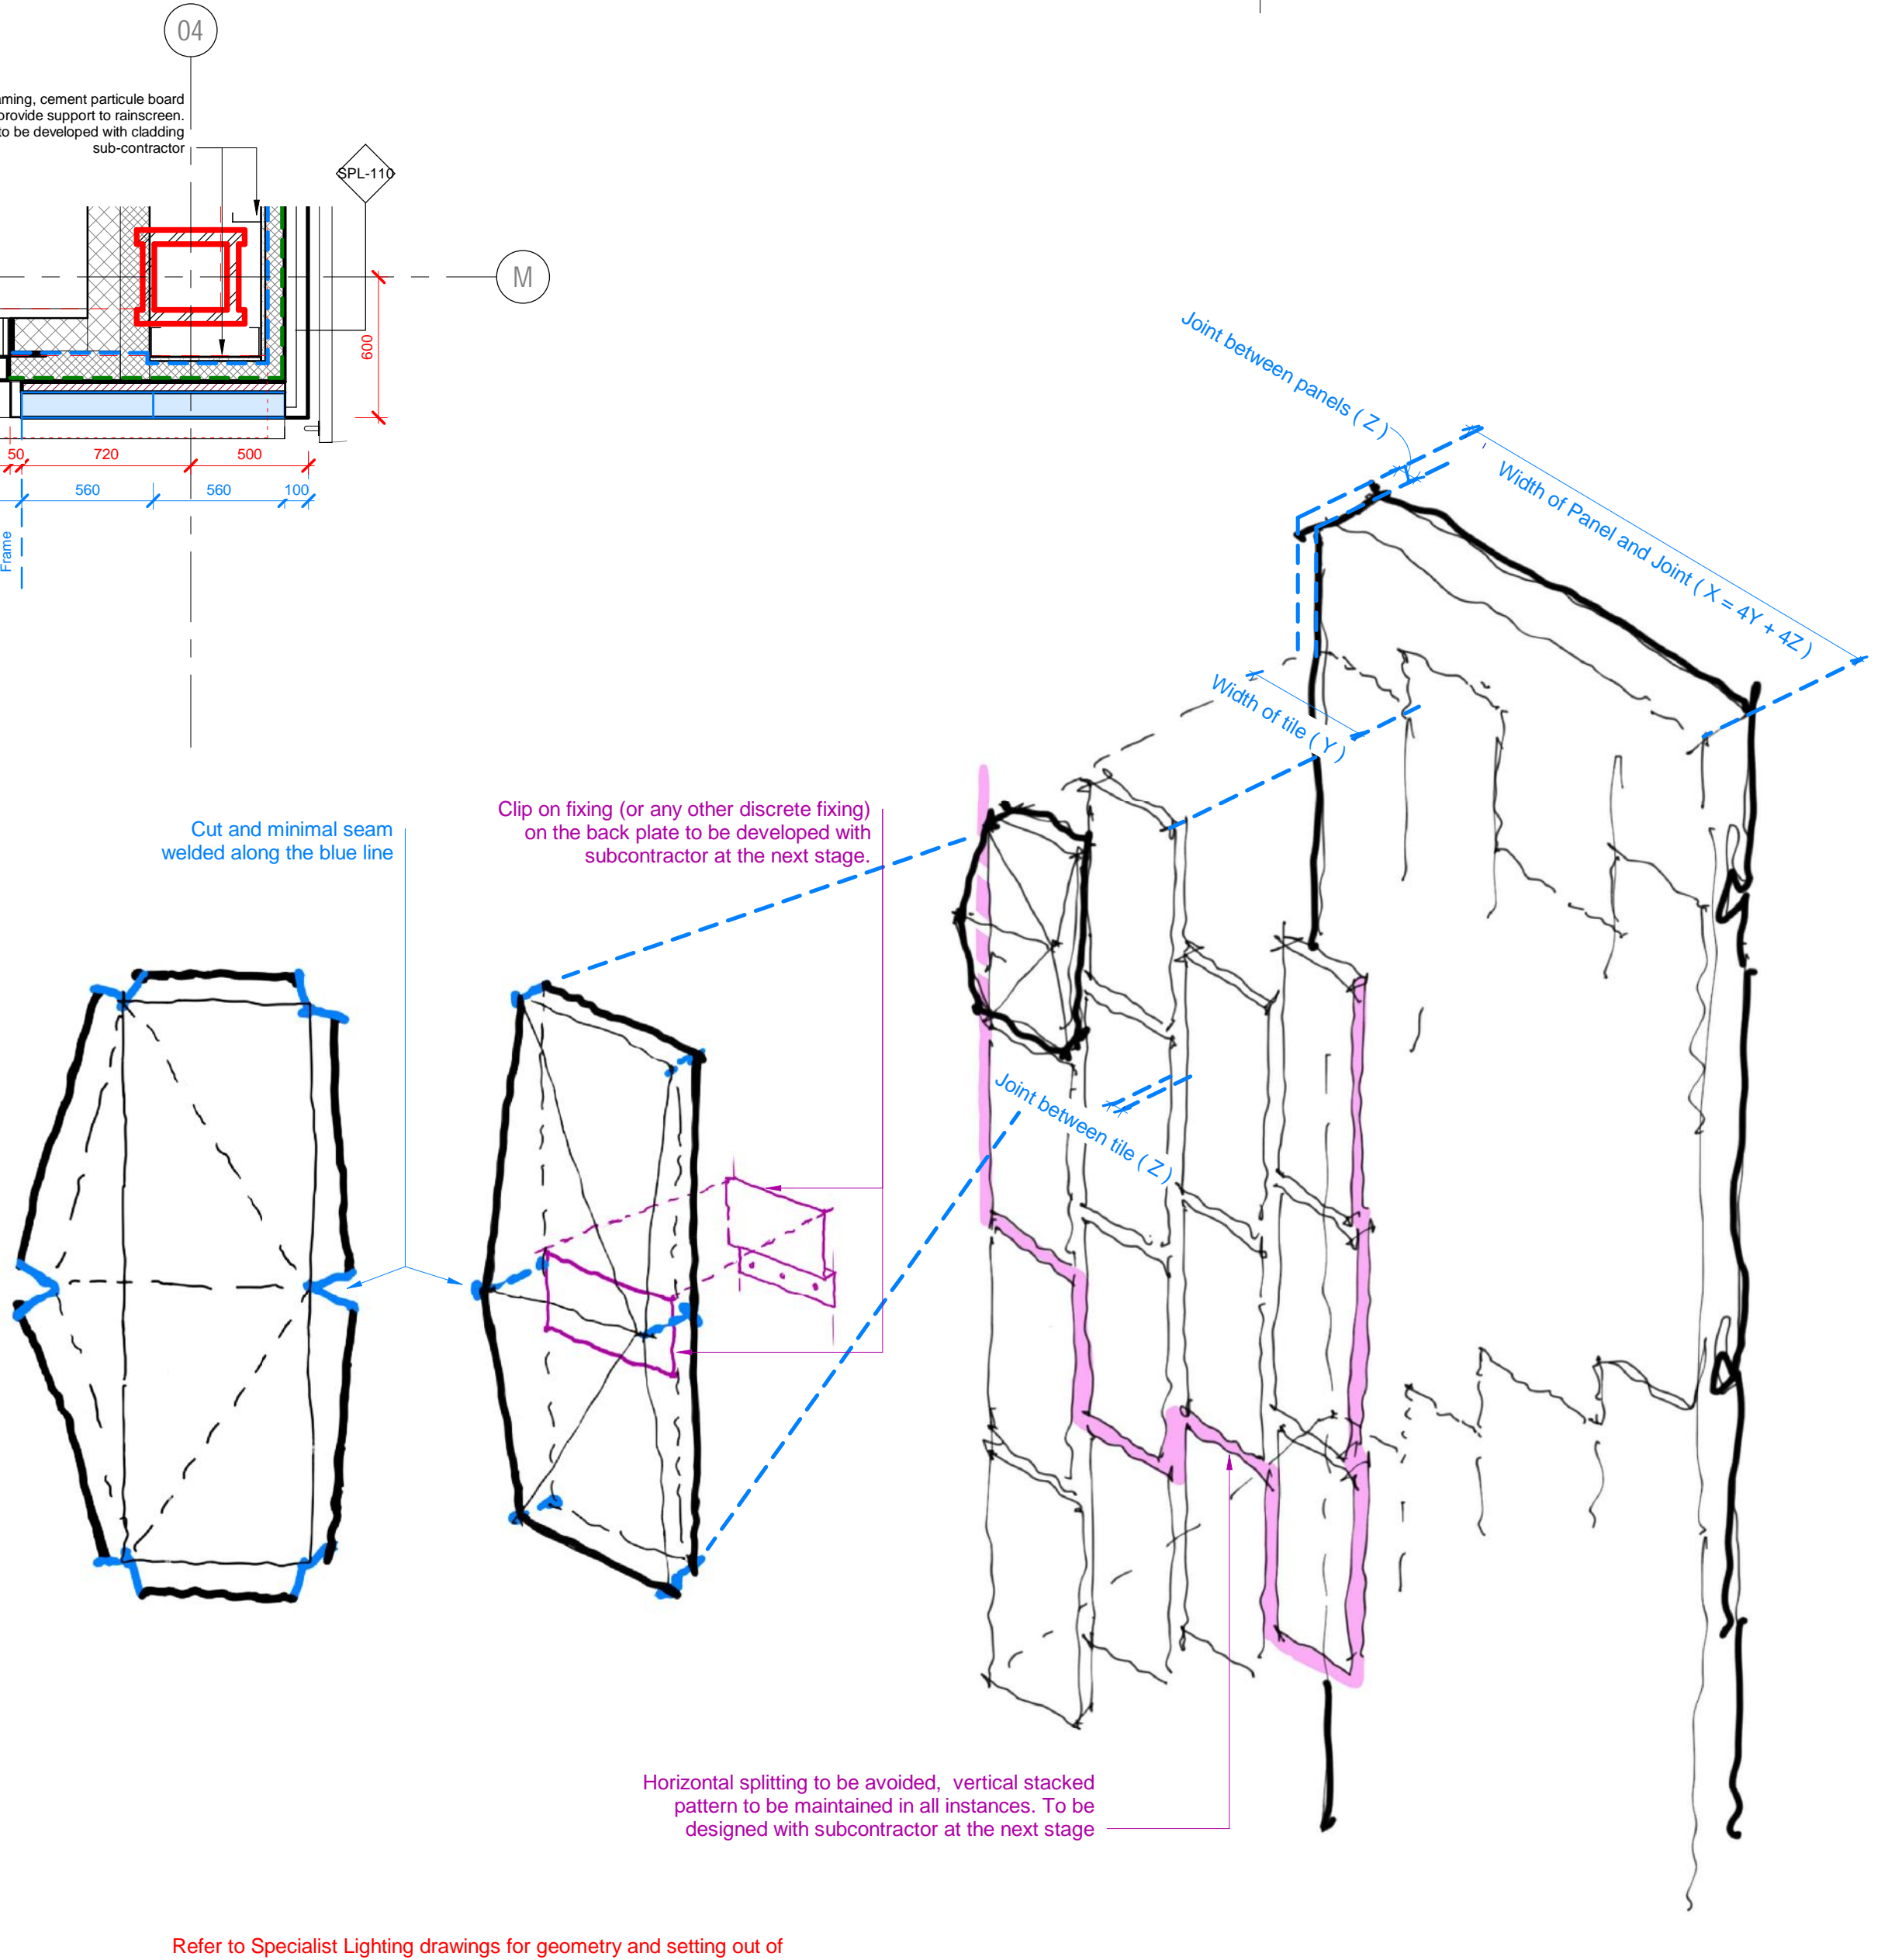 04
aming, cement particule board
provide support to rainscreen.
to be developed with cladding
sub-contractor
SPL-110
M
600
50
720
500
560
560
100
Frame
Joint between panels ( Z )
Width of Panel and Joint ( X = 4Y + 4Z )
Width of tile ( Y )
Cut and minimal seam
welded along the blue line
Clip on fixing (or any other discrete fixing)
on the back plate to be developed with
subcontractor at the next stage.
Joint between tile ( Z )
Horizontal splitting to be avoided, vertical stacked
pattern to be maintained in all instances. To be
designed with subcontractor at the next stage
Refer to Specialist Lighting drawings for geometry and setting out of